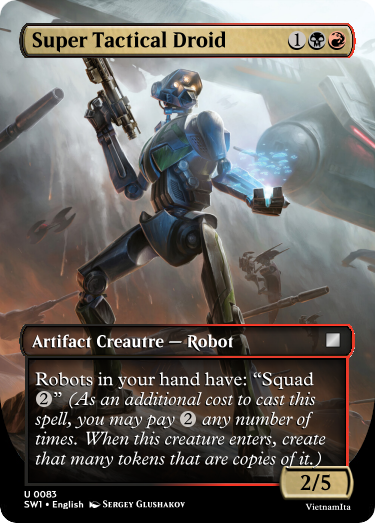 Super Tactical Droid 1
Artifact Creautre — Robot
Robots in your hand have: “Squad
2” (As an additional cost to cast this
spell, you may pay 2 any number of
times. When this creature enters, create
that many tokens that are copies of it.)
2/5
U 0083
SW1 • English Sergey Glushakov
VietnamIta